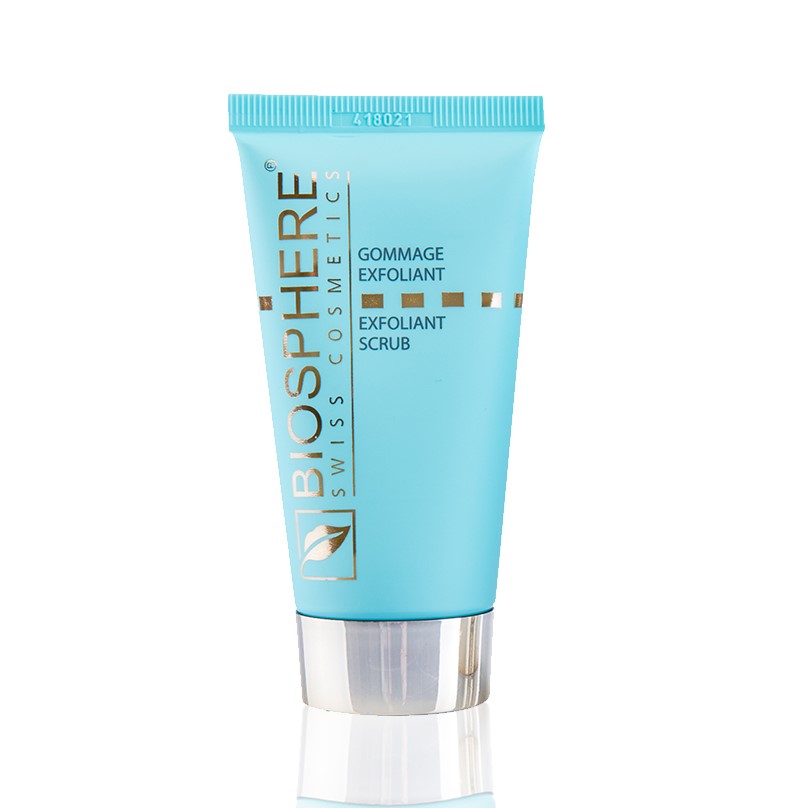 418021
BIOSPHERE®
SWISS COSMETICS
GOMMAGE
EXFOLIANT
EXFOLIANT
SCRUB